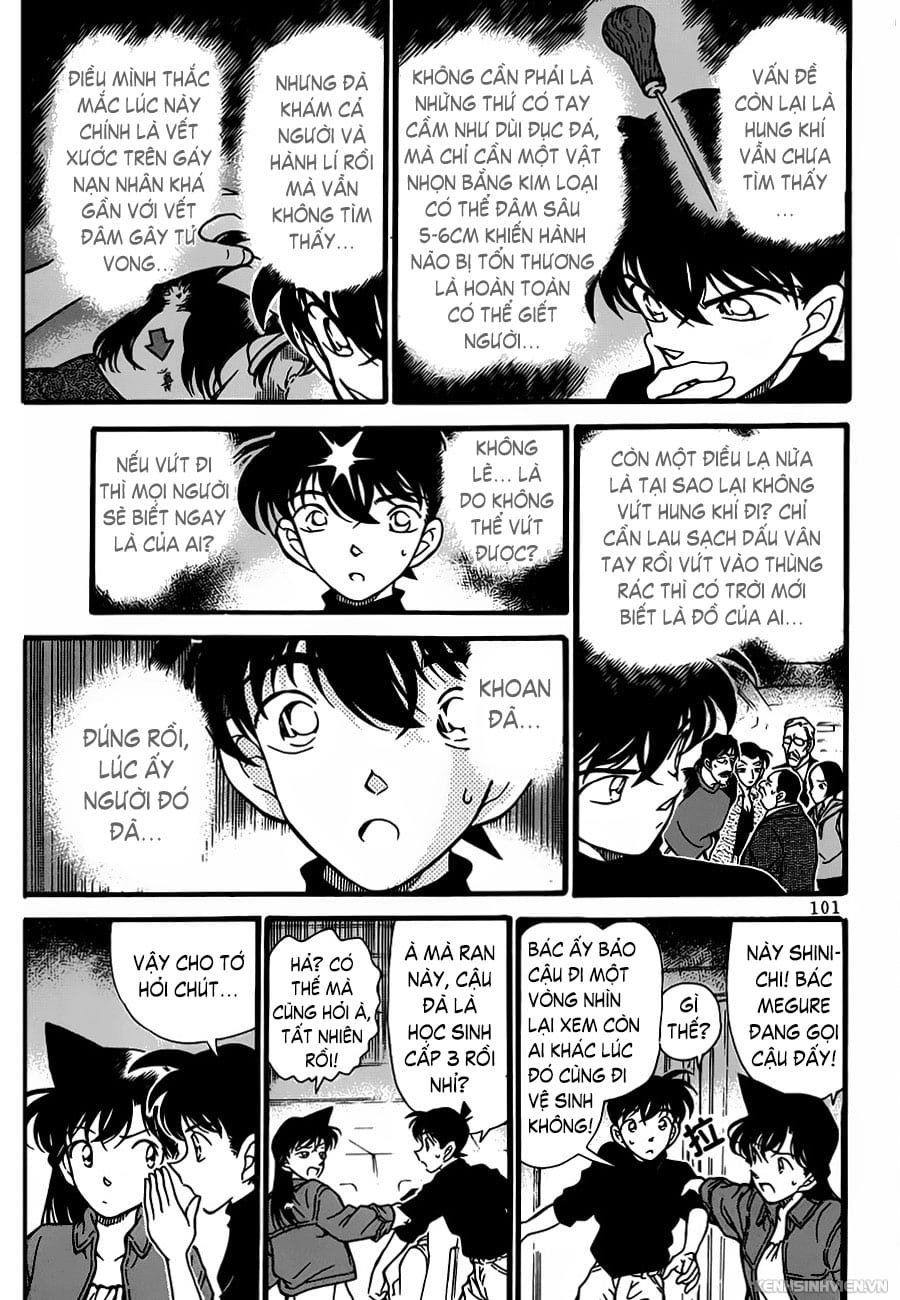 VẤN ĐỀ
CÒN LẠI LÀ
HUNG KHÍ
VẪN CHƯA
TÌM THẤY
...
KHÔNG CẦN PHẢI LÀ
NHỮNG THỨ CÓ TAY
CẦM NHƯ DÙI ĐỤC ĐÁ,
MÀ CHỈ CẦN MỘT VẬT
NHỌN BẰNG KIM LOẠI
CÓ THỂ ĐÂM SÂU
5-6CM KHIẾN HÀNH
NÃO BỊ TỔN THƯƠNG
LÀ HOÀN TOÀN
CÓ THỂ GIẾT
NGƯỜI...
NHƯNG ĐÃ
KHÁM CẢ
NGƯỜI VÀ
HÀNH LÍ RỒI
MÀ VẪN
KHÔNG TÌM
THẤY...
ĐIỀU MÌNH THẮC
MẮC LÚC NÀY
CHÍNH LÀ VẾT
XƯỚC TRÊN GÁY
NẠN NHÂN KHÁ
GẦN VỚI VẾT
ĐÂM GÂY TỬ
VONG...
CÒN MỘT ĐIỀU LẠ NỮA
LÀ TẠI SAO LẠI KHÔNG
VỨT HUNG KHÍ ĐI? CHỈ
CẦN LAU SẠCH DẤU VÂN
TAY RỒI VỨT VÀO THÙNG
RÁC THÌ CÓ TRỜI MỚI
BIẾT LÀ ĐỒ CỦA AI...
KHÔNG
LẼ... LÀ
DO KHÔNG
THỂ VỨT
ĐƯỢC?
NẾU VỨT ĐI
THÌ MỌI NGƯỜI
SẼ BIẾT NGAY
LÀ CỦA AI?
KHOAN
ĐÃ...
ĐÚNG RỒI,
LÚC ẤY
NGƯỜI ĐÓ
ĐÃ...
101
NÀY SHINI-
CHI! BÁC
MEGURE
ĐANG GỌI
CẬU ĐẤY!
GÌ
THẾ?
BÁC ẤY BẢO
CẬU ĐI MỘT
VÒNG NHÌN
LẠI XEM CÒN
AI KHÁC LÚC
ĐÓ CŨNG ĐI
VỆ SINH
KHÔNG!
拉
À MÀ RAN
NÀY, CẬU
ĐÃ LÀ
HỌC SINH
CẤP 3 RỒI
NHỈ?
HẢ? CÓ
THẾ MÀ
CŨNG HỎI À,
TẤT NHIÊN
RỒI!
VẬY CHO TỚ
HỎI CHÚT...
KENHSINHVIEN.VN